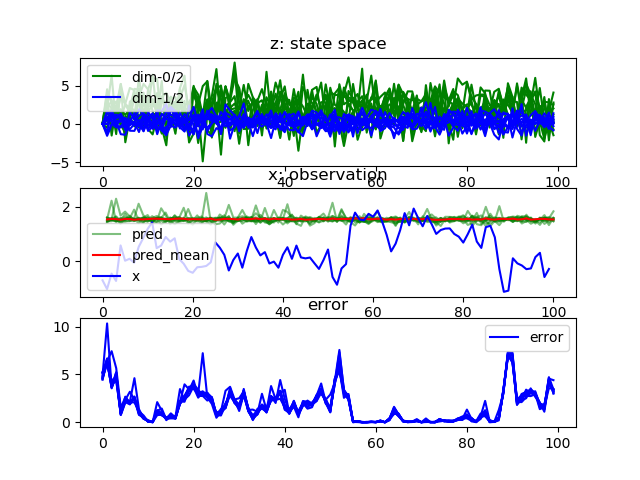 z: state space
5
0
−5
dim-0/2
dim-1/2
0 20 40 60 80 100
x: observation
2
0
pred
pred_mean
x
0 20 40 60 80 100
error
10
5
0
error
0 20 40 60 80 100